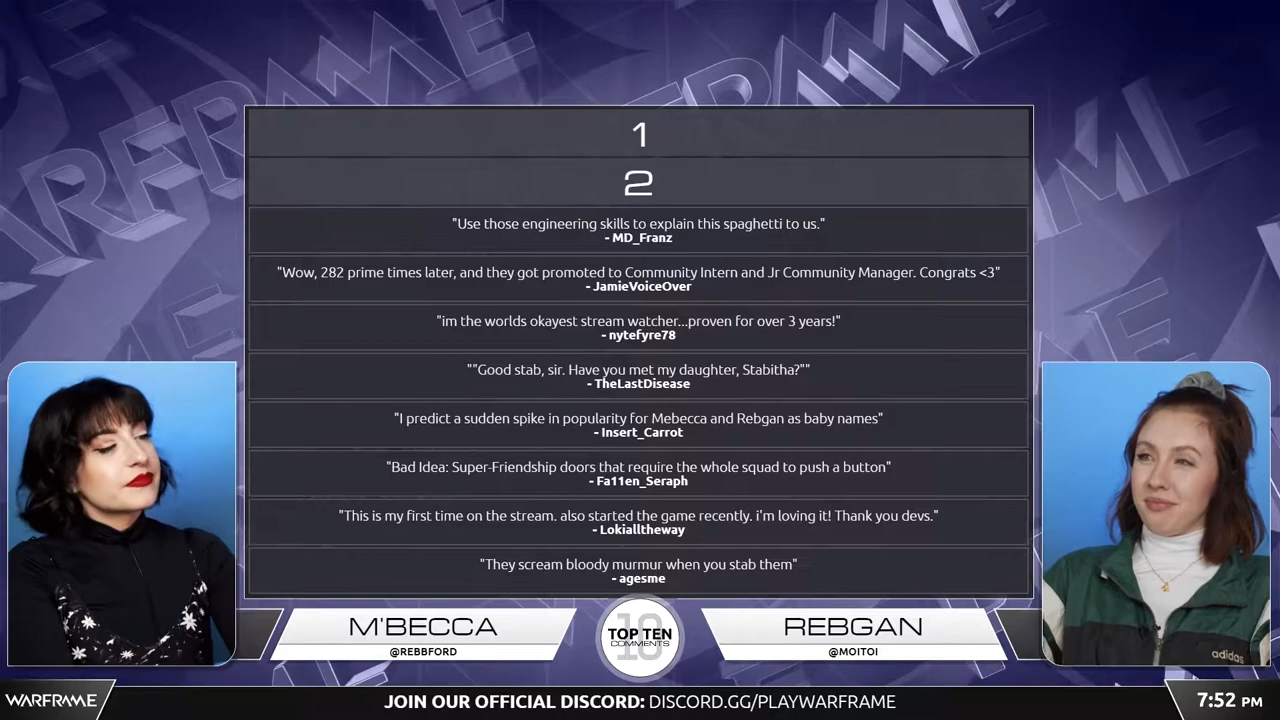 1
2
"Use those engineering skills to explain this spaghetti to us."
- MD_Franz
"Wow, 282 prime times later, and they got promoted to Community Intern and Jr Community Manager. Congrats <3"
- JamieVoiceOver
"im the worlds okayest stream watcher...proven for over 3 years!"
- nytefyre78
""Good stab, sir. Have you met my daughter, Stabitha?""
- TheLastDisease
"I predict a sudden spike in popularity for Mebecca and Rebgan as baby names"
- Insert_Carrot
"Bad Idea: Super-Friendship doors that require the whole squad to push a button"
- Fa11en_Seraph
"This is my first time on the stream. also started the game recently. i'm loving it! Thank you devs."
- Lokialltheway
"They scream bloody murmur when you stab them"
- agesme
M'BECCA
@REBBFORD
10
TOP TEN
COMMENTS
REBGAN
@MOITOI
adidas
WARFRAME
JOIN OUR OFFICIAL DISCORD: DISCORD.GG/PLAYWARFRAME
7:52 PM